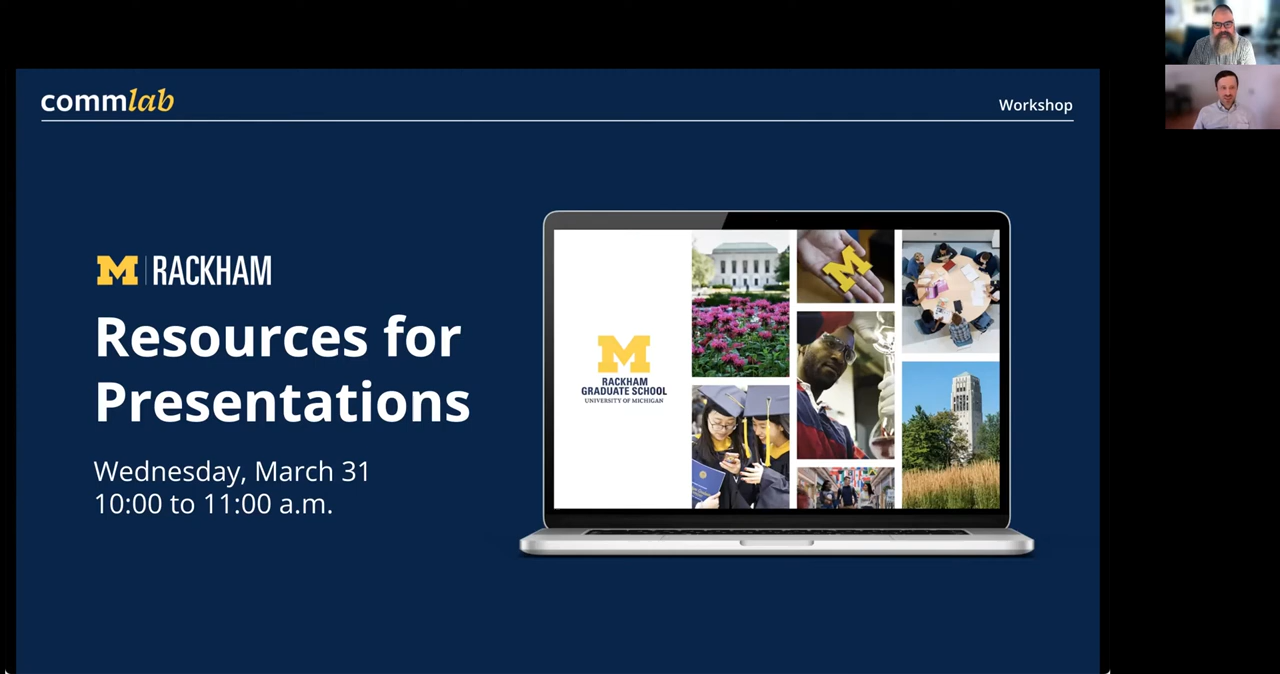 commlab
Workshop
M RACKHAM
Resources for
Presentations
Wednesday, March 31
10:00 to 11:00 a.m.
M
RACKHAM
GRADUATE SCHOOL
UNIVERSITY OF MICHIGAN
M